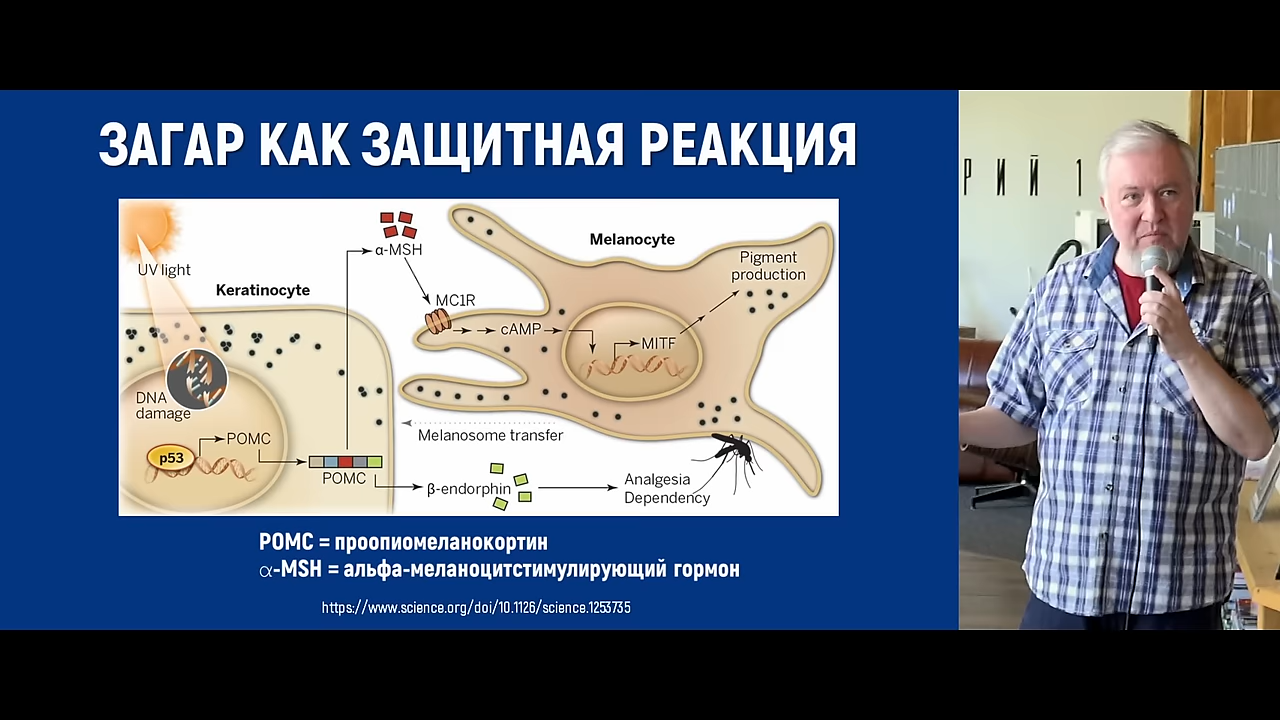 ЗАГАР КАК ЗАЩИТНАЯ РЕАКЦИЯ
UV light
Keratinocyte
α-MSH
Melanocyte
Pigment
production
MC1R
cAMP
MITF
DNA
damage
POMC
p53
POMC
Melanosome transfer
β-endorphin
Analgesia
Dependency
POMC = проопиомеланокортин
α-MSH = альфа-меланоцитстимулирующий гормон
https://www.science.org/doi/10.1126/science.1253735
РИЙ 1